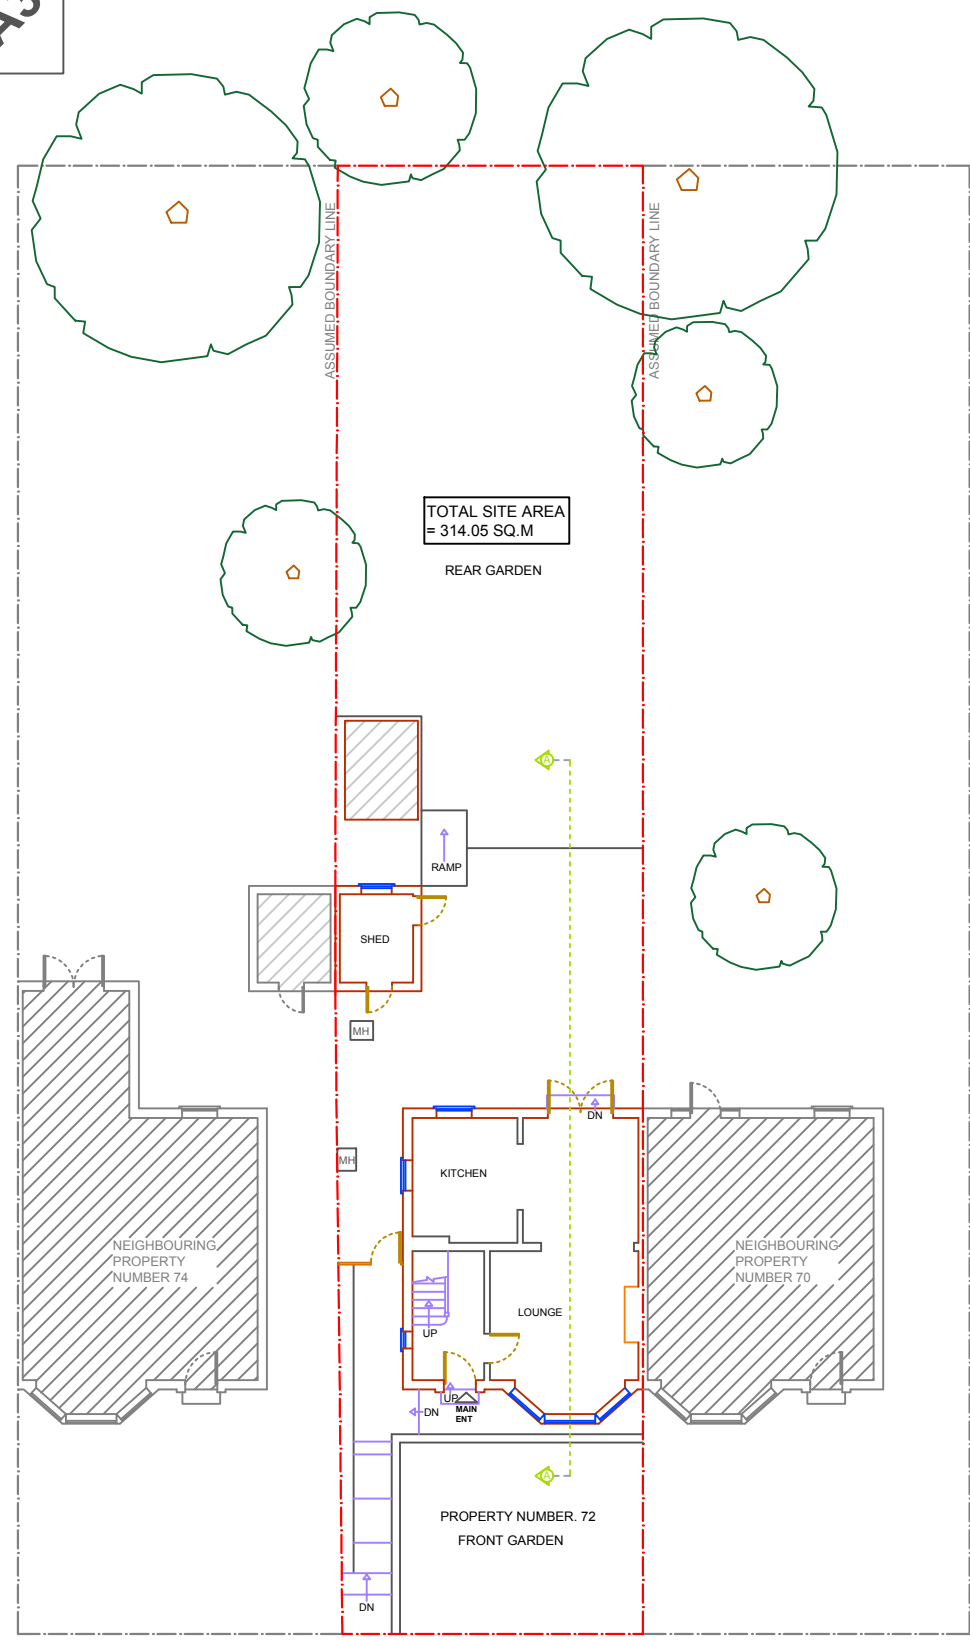 A3
ASSUMED BOUNDARY LINE
ASSUMED BOUNDARY LINE
TOTAL SITE AREA
= 314.05 SQ.M
REAR GARDEN
A
RAMP
SHED
MH
DN
MH
KITCHEN
NEIGHBOURING
PROPERTY
NUMBER 74
NEIGHBOURING
PROPERTY
NUMBER 70
LOUNGE
UP
UP
DN
MAIN
ENT
A
PROPERTY NUMBER. 72
FRONT GARDEN
DN